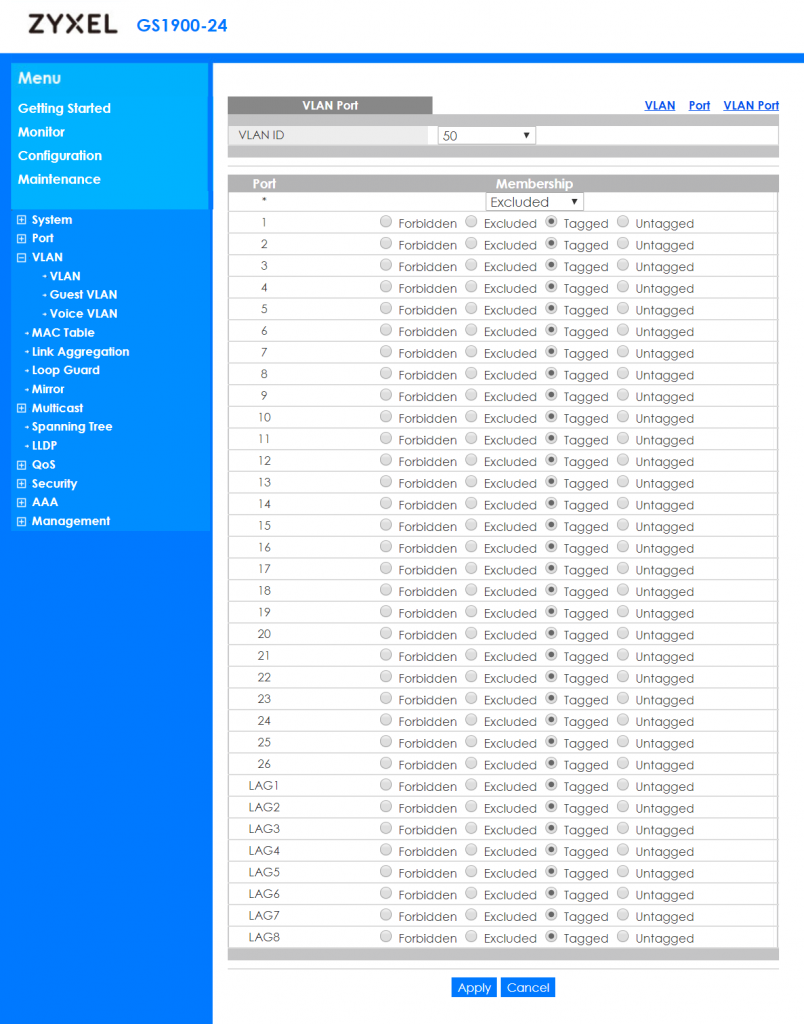 ZYXEL GS1900-24
Menu
Getting Started
Monitor
Configuration
Maintenance
System
Port
VLAN
VLAN
Guest VLAN
Voice VLAN
MAC Table
Link Aggregation
Loop Guard
Mirror
Multicast
Spanning Tree
LLDP
QoS
Security
AAA
Management
VLAN Port VLAN Port VLAN Port
VLAN ID 50
Port Membership
* Excluded
1 Forbidden Excluded Tagged Untagged
2 Forbidden Excluded Tagged Untagged
3 Forbidden Excluded Tagged Untagged
4 Forbidden Excluded Tagged Untagged
5 Forbidden Excluded Tagged Untagged
6 Forbidden Excluded Tagged Untagged
7 Forbidden Excluded Tagged Untagged
8 Forbidden Excluded Tagged Untagged
9 Forbidden Excluded Tagged Untagged
10 Forbidden Excluded Tagged Untagged
11 Forbidden Excluded Tagged Untagged
12 Forbidden Excluded Tagged Untagged
13 Forbidden Excluded Tagged Untagged
14 Forbidden Excluded Tagged Untagged
15 Forbidden Excluded Tagged Untagged
16 Forbidden Excluded Tagged Untagged
17 Forbidden Excluded Tagged Untagged
18 Forbidden Excluded Tagged Untagged
19 Forbidden Excluded Tagged Untagged
20 Forbidden Excluded Tagged Untagged
21 Forbidden Excluded Tagged Untagged
22 Forbidden Excluded Tagged Untagged
23 Forbidden Excluded Tagged Untagged
24 Forbidden Excluded Tagged Untagged
25 Forbidden Excluded Tagged Untagged
26 Forbidden Excluded Tagged Untagged
LAG1 Forbidden Excluded Tagged Untagged
LAG2 Forbidden Excluded Tagged Untagged
LAG3 Forbidden Excluded Tagged Untagged
LAG4 Forbidden Excluded Tagged Untagged
LAG5 Forbidden Excluded Tagged Untagged
LAG6 Forbidden Excluded Tagged Untagged
LAG7 Forbidden Excluded Tagged Untagged
LAG8 Forbidden Excluded Tagged Untagged
Apply Cancel